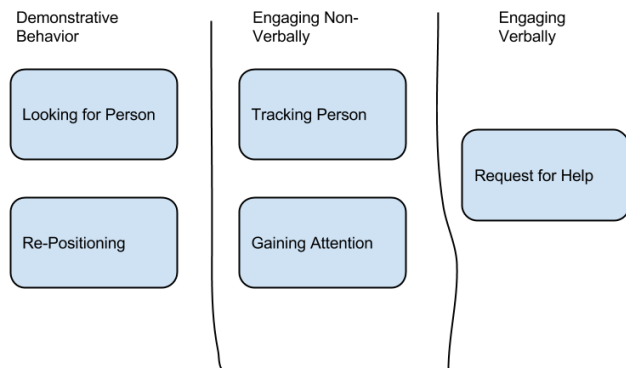 Demonstrative
Behavior
Engaging Non-
Verbally
Engaging
Verbally
Looking for Person
Tracking Person
Request for Help
Re-Positioning
Gaining Attention